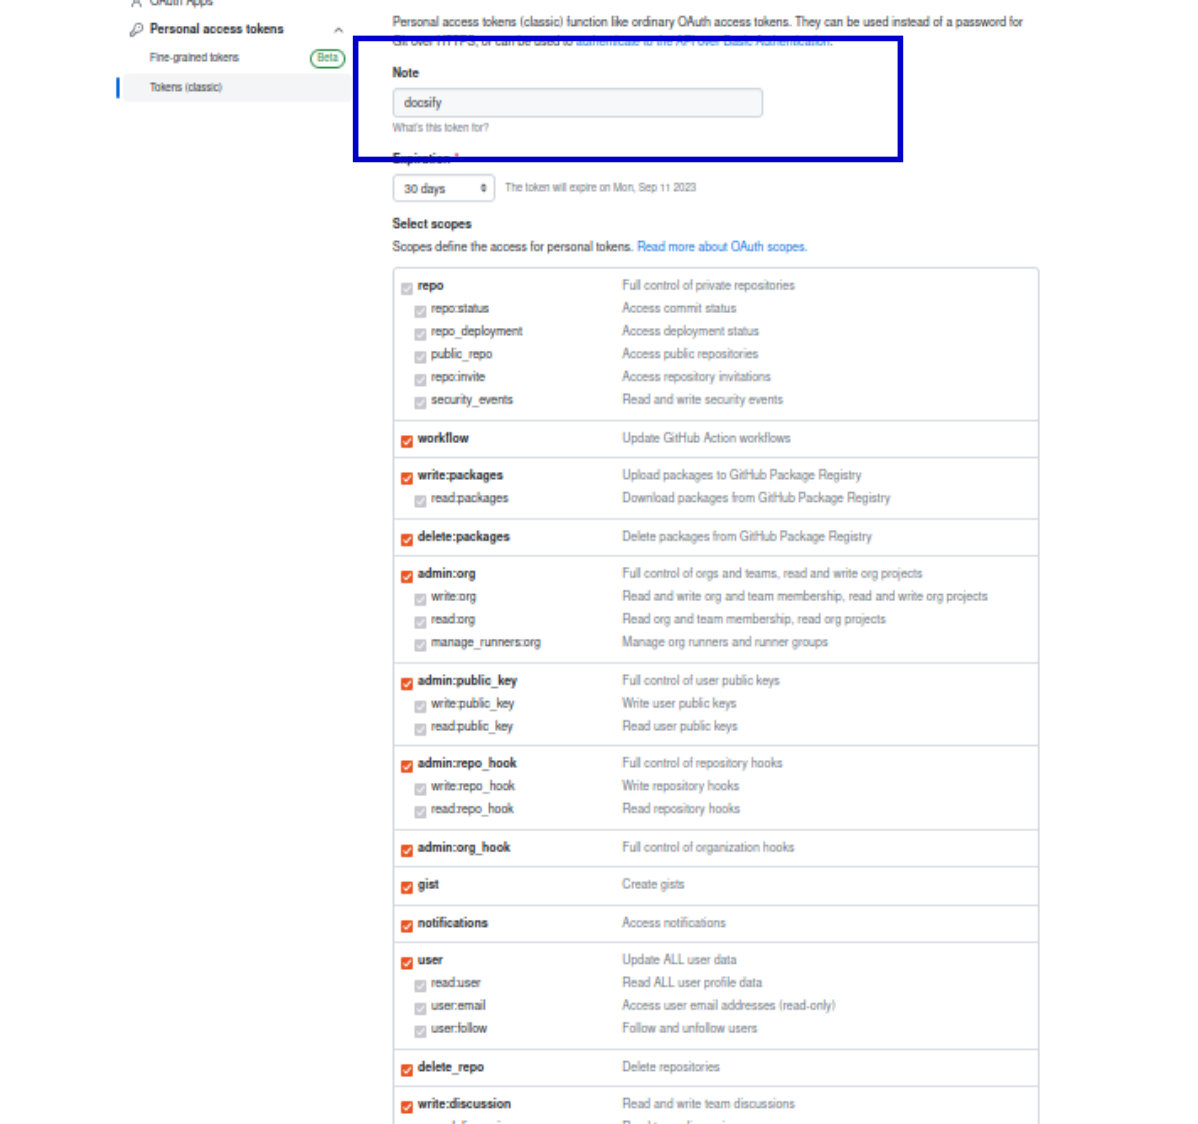 OAuth Apps
Personal access tokens
Fine-grained tokens Beta
Tokens (classic)
Personal access tokens (classic) function like ordinary OAuth access tokens. They can be used instead of a password for
Git over HTTPS, or can be used to authenticate to the API over Basic Authentication.
Note
docsify
What's this token for?
Expiration *
30 days The token will expire on Mon, Sep 11 2023
Select scopes
Scopes define the access for personal tokens. Read more about OAuth scopes.
repo Full control of private repositories
repo:status Access commit status
repo_deployment Access deployment status
public_repo Access public repositories
repo:invite Access repository invitations
security_events Read and write security events
workflow Update GitHub Action workflows
write:packages Upload packages to GitHub Package Registry
read:packages Download packages from GitHub Package Registry
delete:packages Delete packages from GitHub Package Registry
admin:org Full control of orgs and teams, read and write org projects
write:org Read and write org and team membership, read and write org projects
read:org Read org and team membership, read org projects
manage_runners:org Manage org runners and runner groups
admin:public_key Full control of user public keys
write:public_key Write user public keys
read:public_key Read user public keys
admin:repo_hook Full control of repository hooks
write:repo_hook Write repository hooks
read:repo_hook Read repository hooks
admin:org_hook Full control of organization hooks
gist Create gists
notifications Access notifications
user Update ALL user data
read:user Read ALL user profile data
user:email Access user email addresses (read-only)
user:follow Follow and unfollow users
delete_repo Delete repositories
write:discussion Read and write team discussions